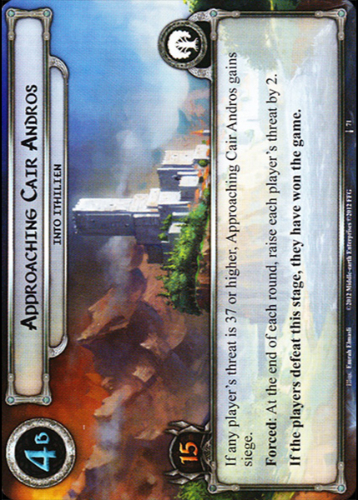 4B
APPROACHING CAIR ANDROS
INTO ITHILIEN
15
If any player's threat is 37 or higher, Approaching Cair Andros gains
siege.
Forced: At the end of each round, raise each player's threat by 2.
If the players defeat this stage, they have won the game.
Illus. Emrah Elmasli ©2012 Middle-earth Enterprises ©2012 FFG 71